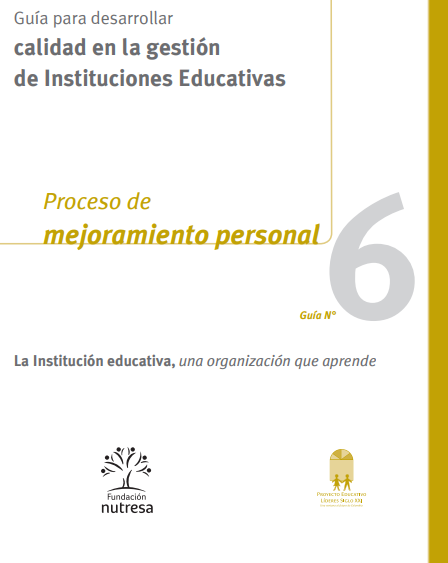 Guía para desarrollar
calidad en la gestión
de Instituciones Educativas
Proceso de
mejoramiento personal
6
Guía N°
La Institución educativa, una organización que aprende
Fundación
nutresa
Proyecto Educativo
Líderes Siglo XXI